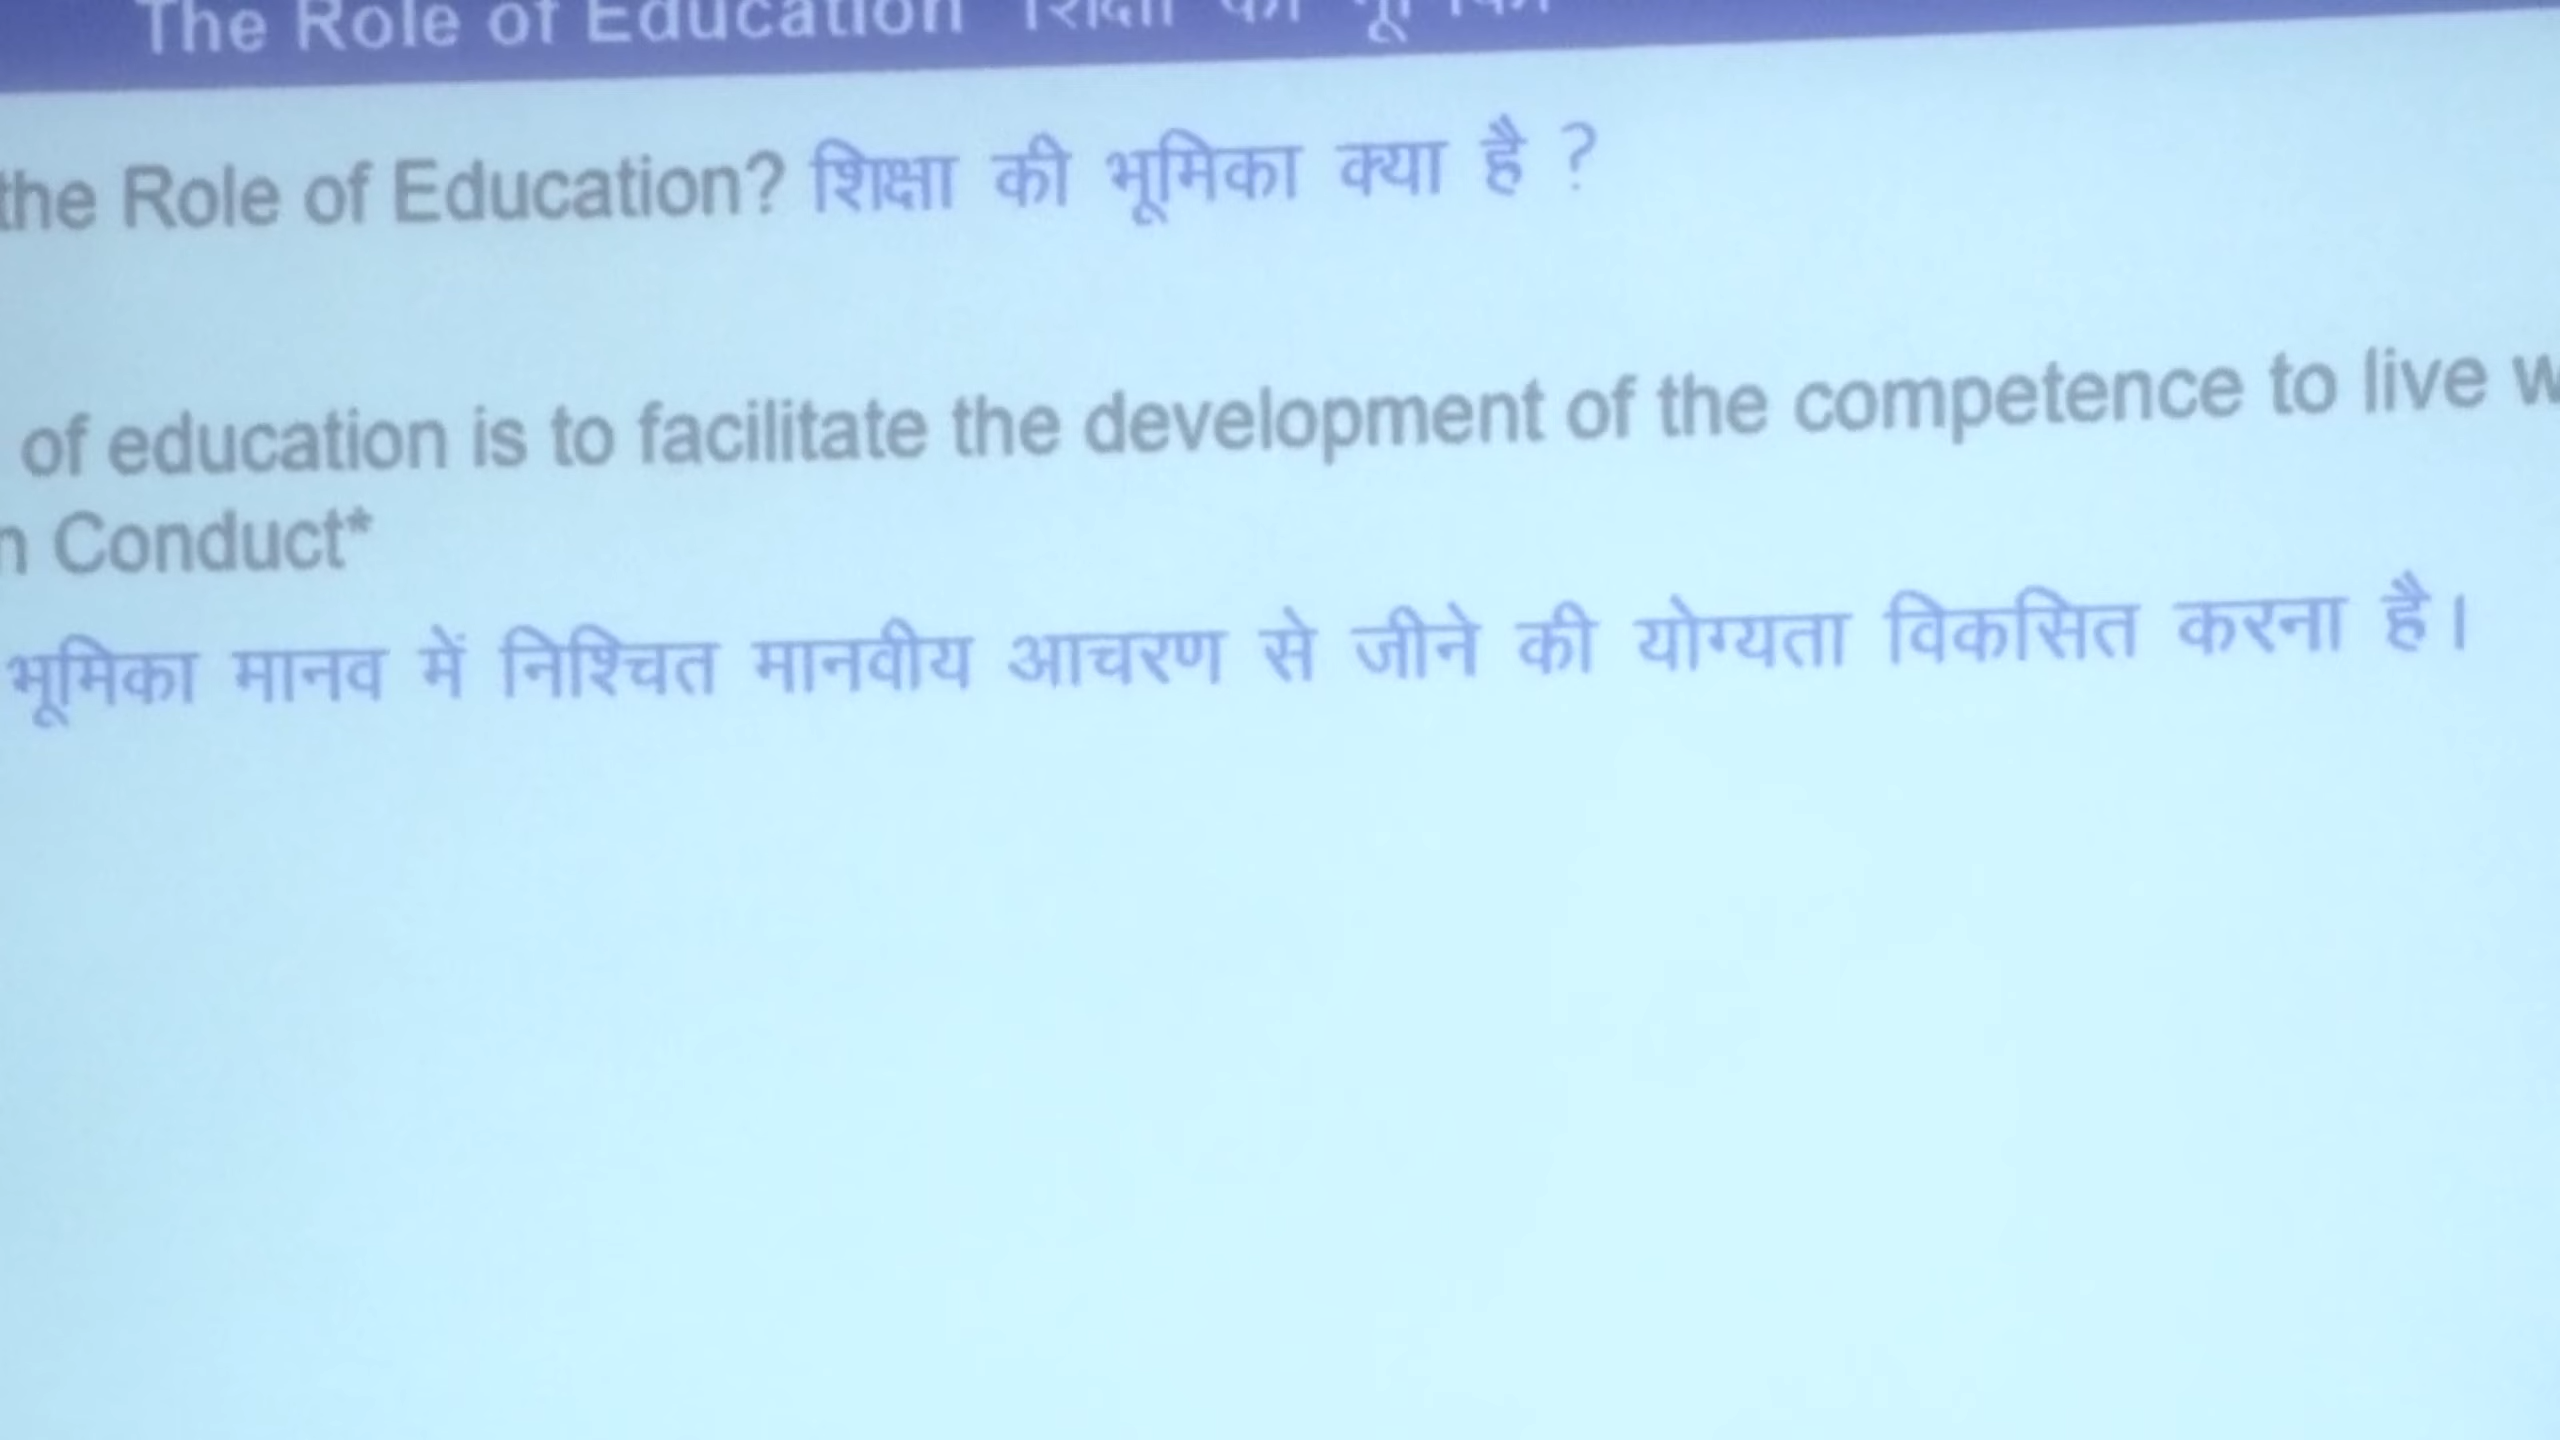 The Role of Education शिक्षा की भूमिका
the Role of Education? शिक्षा की भूमिका क्या है ?
of education is to facilitate the development of the competence to live
Conduct*
भूमिका मानव में निश्चित मानवीय आचरण से जीने की योग्यता विकसित करना है।